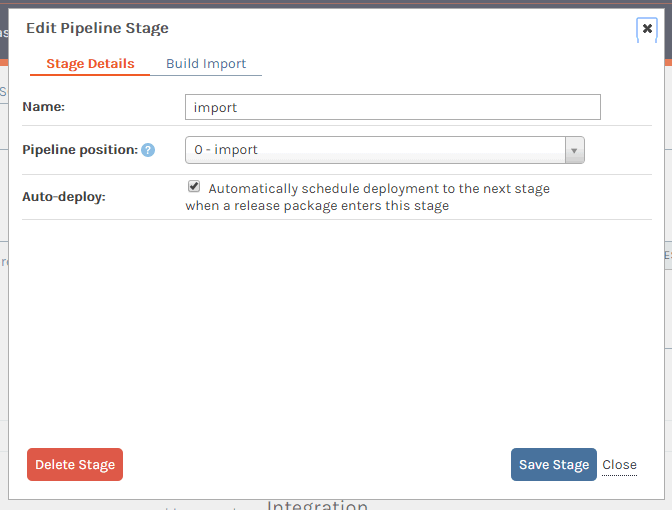 Edit Pipeline Stage
Stage Details Build Import
Name: import
Pipeline position: ? 0 - import
Auto-deploy: Automatically schedule deployment to the next stage
when a release package enters this stage
Delete Stage Save Stage Close
Integration